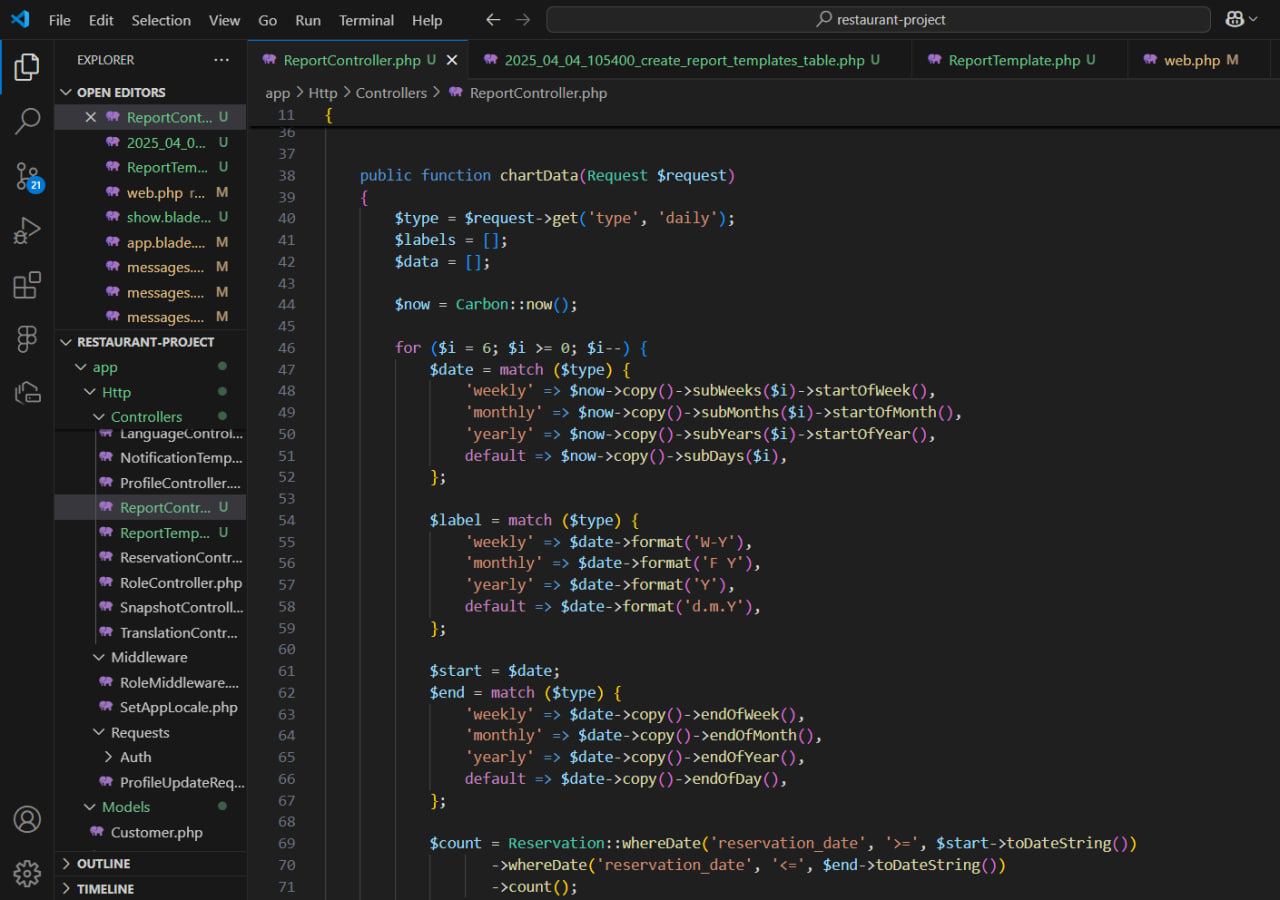 File Edit Selection View Go Run Terminal Help
restaurant-project
EXPLORER
ReportController.php U
2025_04_04_105400_create_report_templates_table.php U
ReportTemplate.php U
web.php M
app > Http > Controllers > ReportController.php
OPEN EDITORS
ReportCont... U
2025_04_0... U
ReportTem... U
web.php r... M
show.blade... U
app.blade.... M
messages.... M
messages.... M
messages.... M
RESTAURANT-PROJECT
app
Http
Controllers
LanguageControl...
NotificationTemp...
ProfileController....
ReportContr... U
ReportTemp... U
ReservationContr...
RoleController.php
SnapshotControll...
TranslationContr...
Middleware
RoleMiddleware....
SetAppLocale.php
Requests
Auth
ProfileUpdateReq...
Models
Customer.php
OUTLINE
TIMELINE
21
11 {
36
37
38 public function chartData(Request $request)
39 {
40 $type = $request->get('type', 'daily');
41 $labels = [];
42 $data = [];
43
44 $now = Carbon::now();
45
46 for ($i = 6; $i >= 0; $i--) {
47 $date = match ($type) {
48 'weekly' => $now->copy()->subWeeks($i)->startOfWeek(),
49 'monthly' => $now->copy()->subMonths($i)->startOfMonth(),
50 'yearly' => $now->copy()->subYears($i)->startOfYear(),
51 default => $now->copy()->subDays($i),
52 };
53
54 $label = match ($type) {
55 'weekly' => $date->format('W-Y'),
56 'monthly' => $date->format('F Y'),
57 'yearly' => $date->format('Y'),
58 default => $date->format('d.m.Y'),
59 };
60
61 $start = $date;
62 $end = match ($type) {
63 'weekly' => $date->copy()->endOfWeek(),
64 'monthly' => $date->copy()->endOfMonth(),
65 'yearly' => $date->copy()->endOfYear(),
66 default => $date->copy()->endOfDay(),
67 };
68
69 $count = Reservation::whereDate('reservation_date', '>=', $start->toDateString())
70 ->whereDate('reservation_date', '<=', $end->toDateString())
71 ->count();